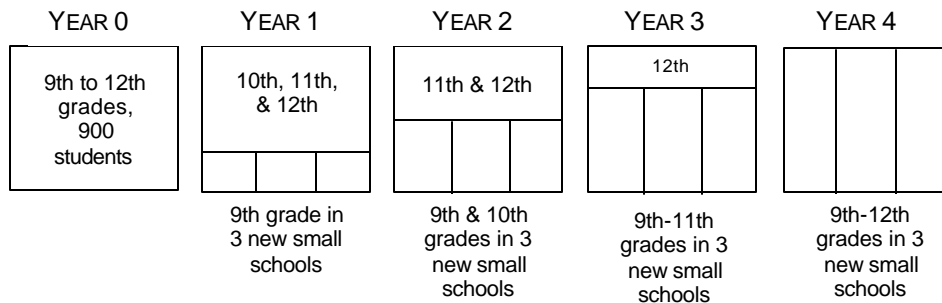 YEAR 0
9th to 12th
grades,
900
students
YEAR 1
10th, 11th,
& 12th
9th grade in
3 new small
schools
YEAR 2
11th & 12th
9th & 10th
grades in 3
new small
schools
YEAR 3
12th
9th-11th
grades in 3
new small
schools
YEAR 4
9th-12th
grades in 3
new small
schools